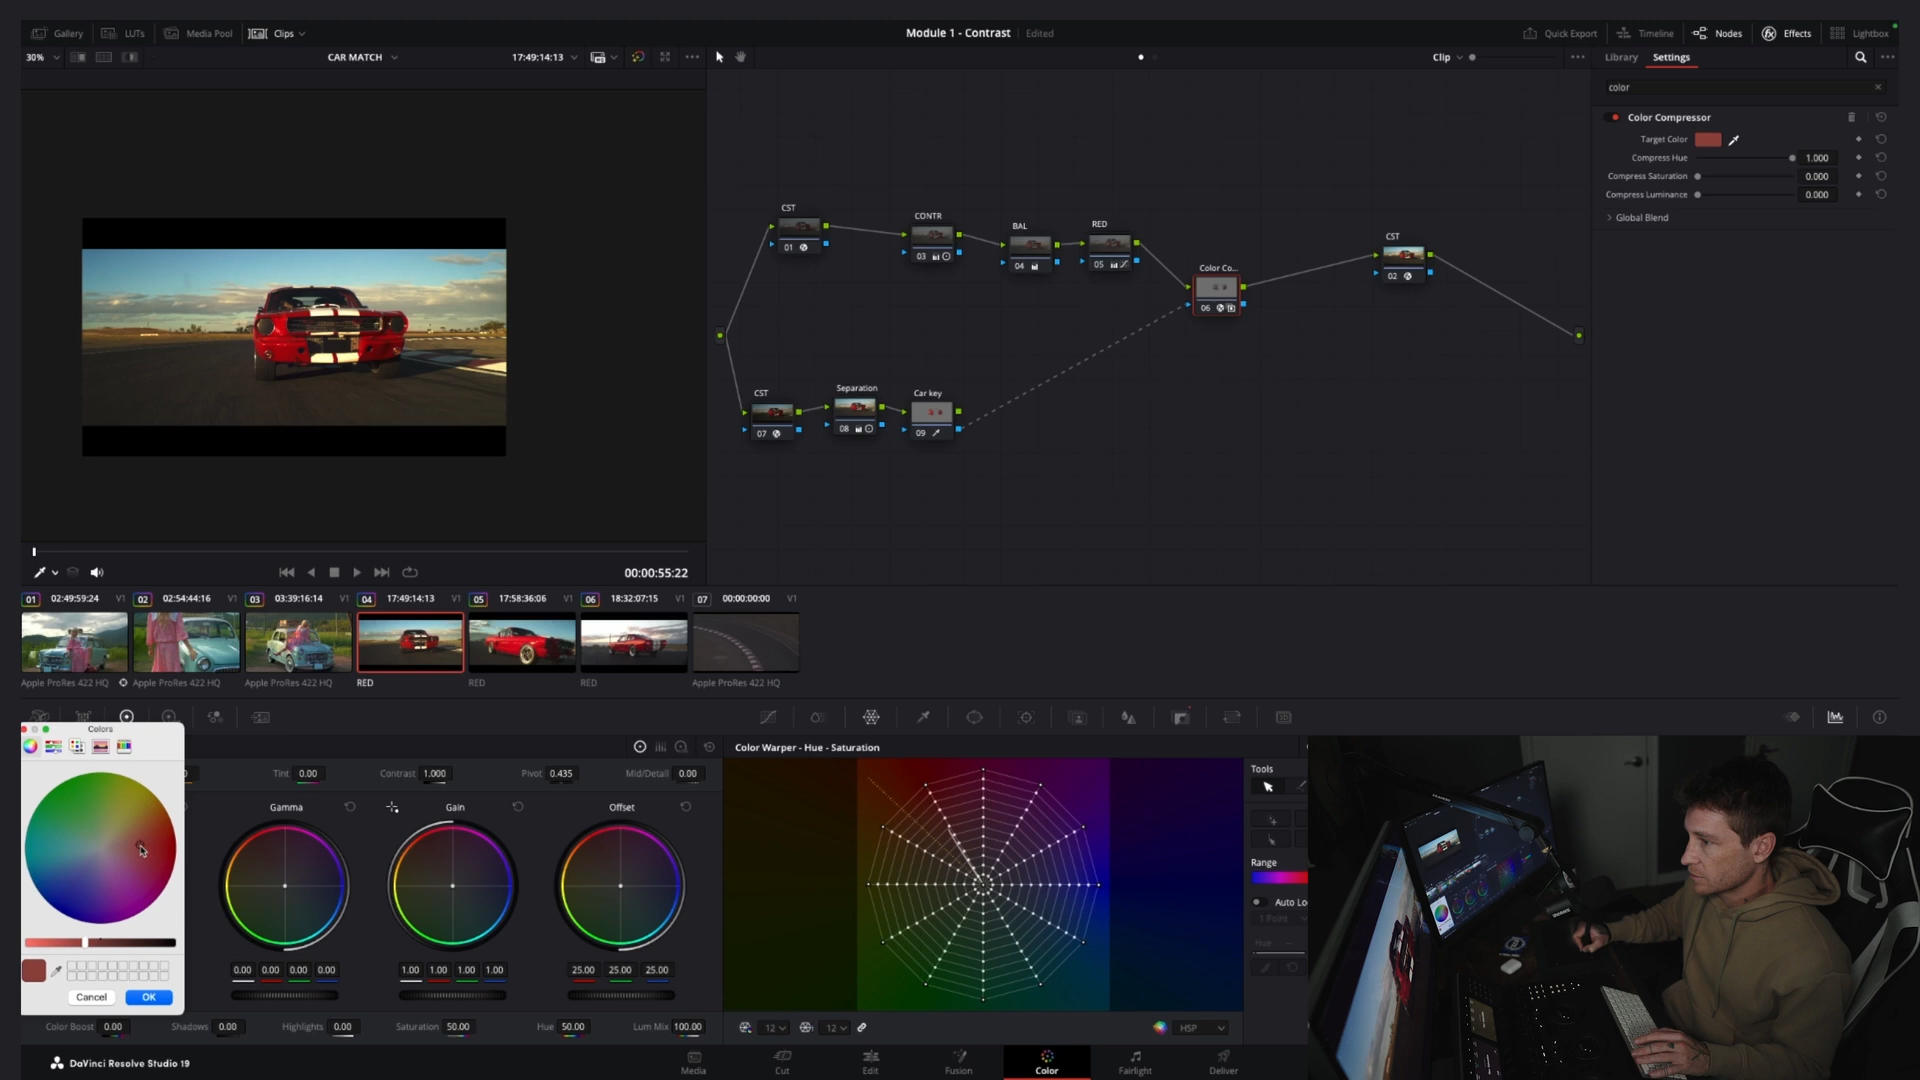 Gallery LUTs Media Pool Clips
Module 1 - Contrast Edited
Quick Export Timeline Nodes Effects Lightbox
30% CAR MATCH 17:49:14:13 Clip
Library Settings
color
Color Compressor
Target Color
Compress Hue 1.000
Compress Saturation 0.000
Compress Luminance 0.000
Global Blend
CST
01
CONTR
03
BAL
04
RED
05
Color Co...
06
CST
02
CST
07
Separation
08
Car key
09
00:00:55:22
01 02:49:59:24 V1 02 02:54:44:16 V1 03 03:39:16:14 V1 04 17:49:14:13 V1 05 17:58:36:06 V1 06 18:32:07:15 V1 07 00:00:00:00 V1
Apple ProRes 422 HQ Apple ProRes 422 HQ Apple ProRes 422 HQ RED RED RED Apple ProRes 422 HQ
Colors
Cancel OK
Tint 0.00 Contrast 1.000 Pivot 0.435 Mid/Detail 0.00
Gamma Gain Offset
0.00 0.00 0.00 0.00 1.00 1.00 1.00 1.00 25.00 25.00 25.00
Color Boost 0.00 Shadows 0.00 Highlights 0.00 Saturation 50.00 Hue 50.00 Lum Mix 100.00
Color Warper - Hue - Saturation
12 12 HSP
Tools
Range
Auto Lo
1 Point
Hue
DaVinci Resolve Studio 19
Media Cut Edit Fusion Color Fairlight Deliver